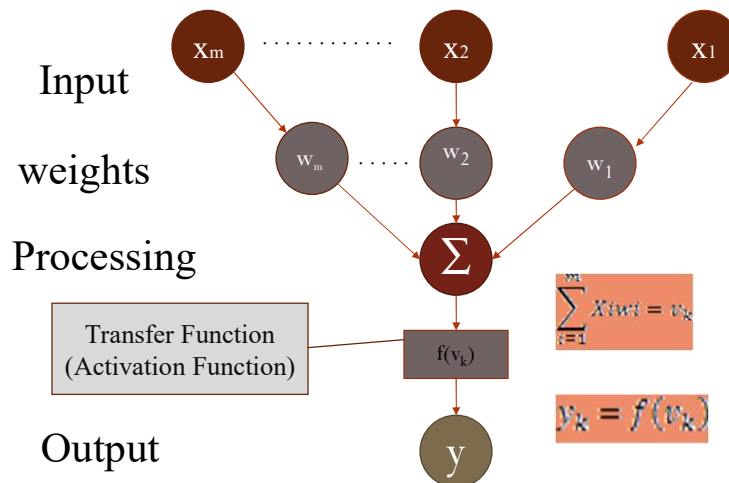 x₁
x₂
. . . . . . . . . . . .
xₘ
Input
weights
wₘ
. . . . .
w₂
w₁
Processing
Σ
m
∑ Xiwi = vₖ
i=1
Transfer Function
(Activation Function)
f(vₖ)
yₖ = f(vₖ)
Output
y